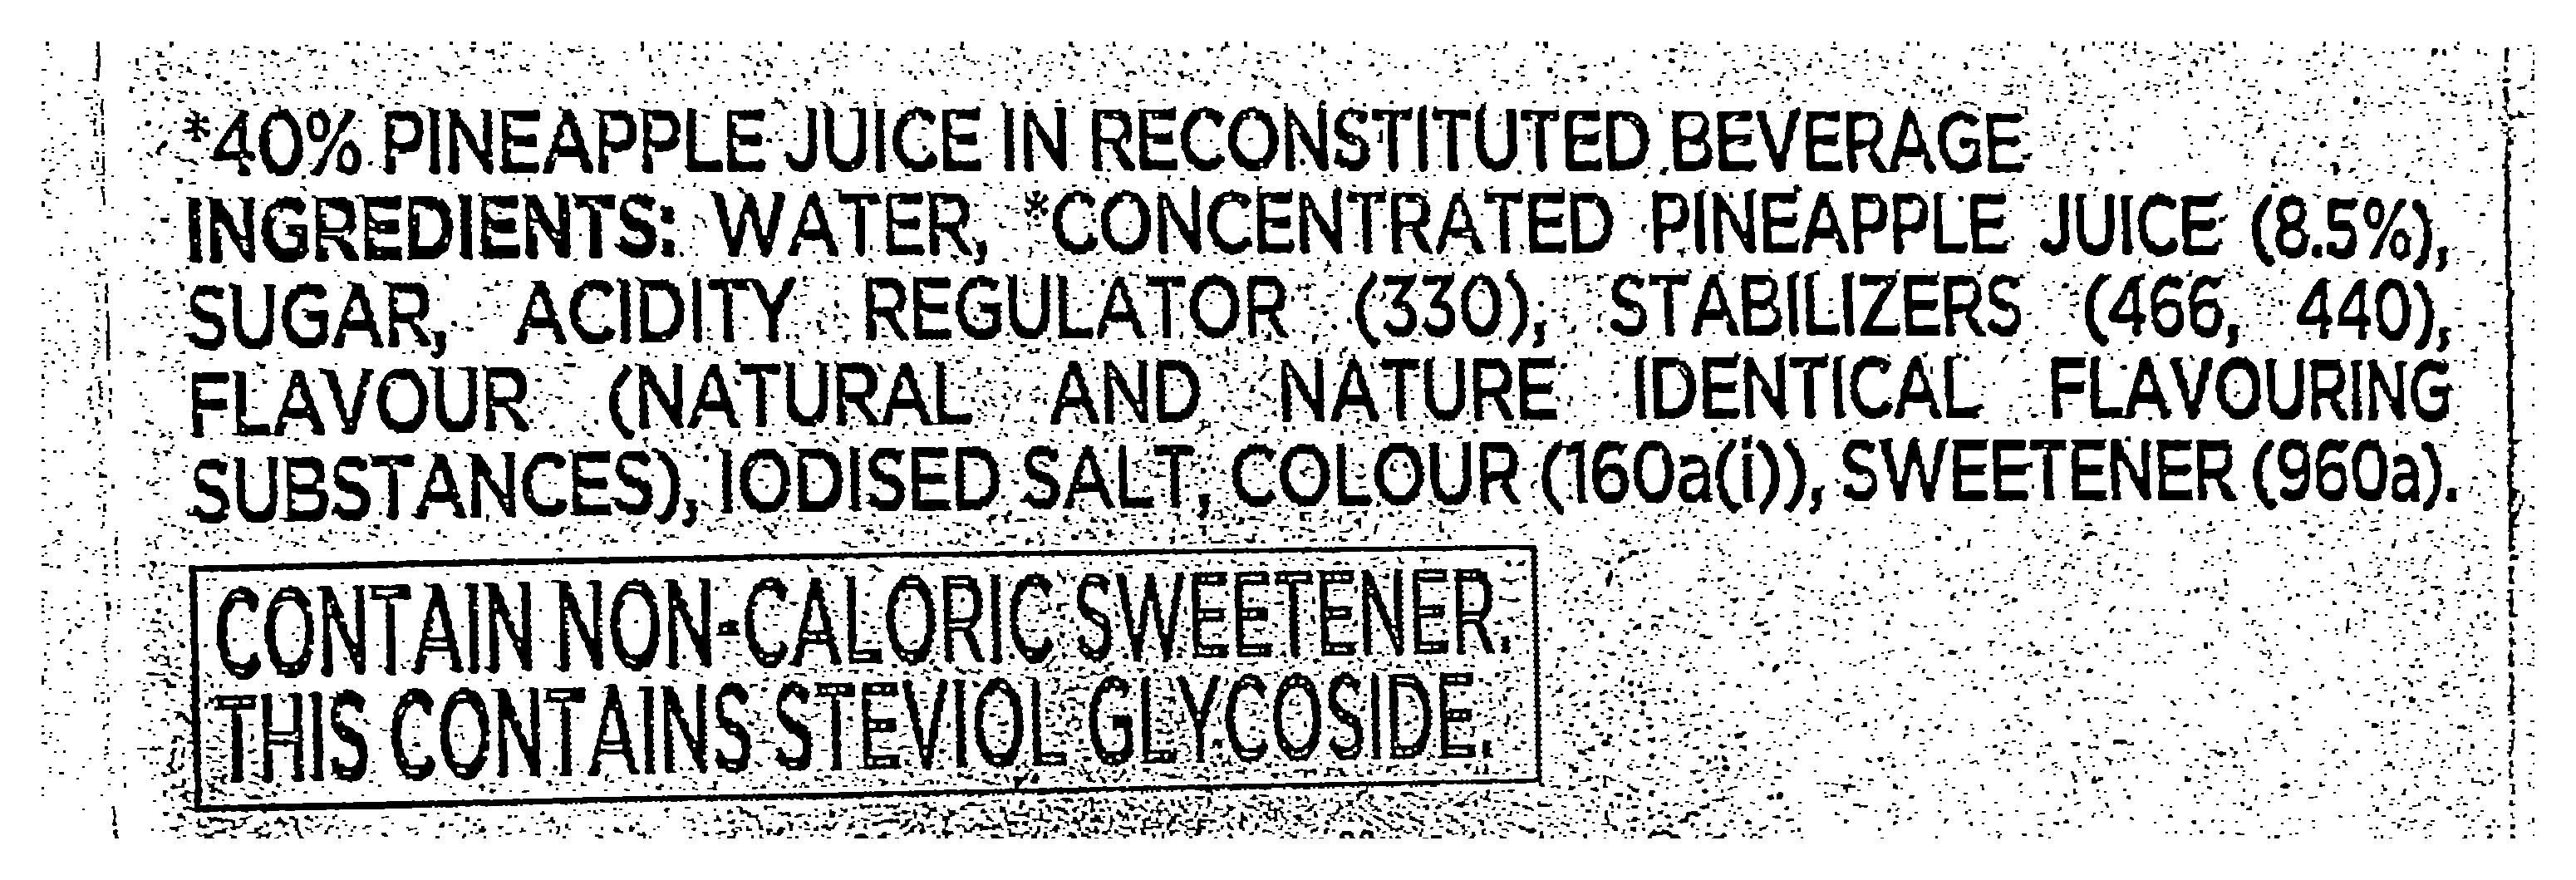 *40% PINEAPPLE JUICE IN RECONSTITUTED BEVERAGE
INGREDIENTS: WATER, *CONCENTRATED PINEAPPLE JUICE (8.5%),
SUGAR, ACIDITY REGULATOR (330), STABILIZERS (466, 440),
FLAVOUR (NATURAL AND NATURE IDENTICAL FLAVOURING
SUBSTANCES), IODISED SALT, COLOUR (160a(i)), SWEETENER (960a).
CONTAIN NON-CALORIC SWEETENER.
THIS CONTAINS STEVIOL GLYCOSIDE.